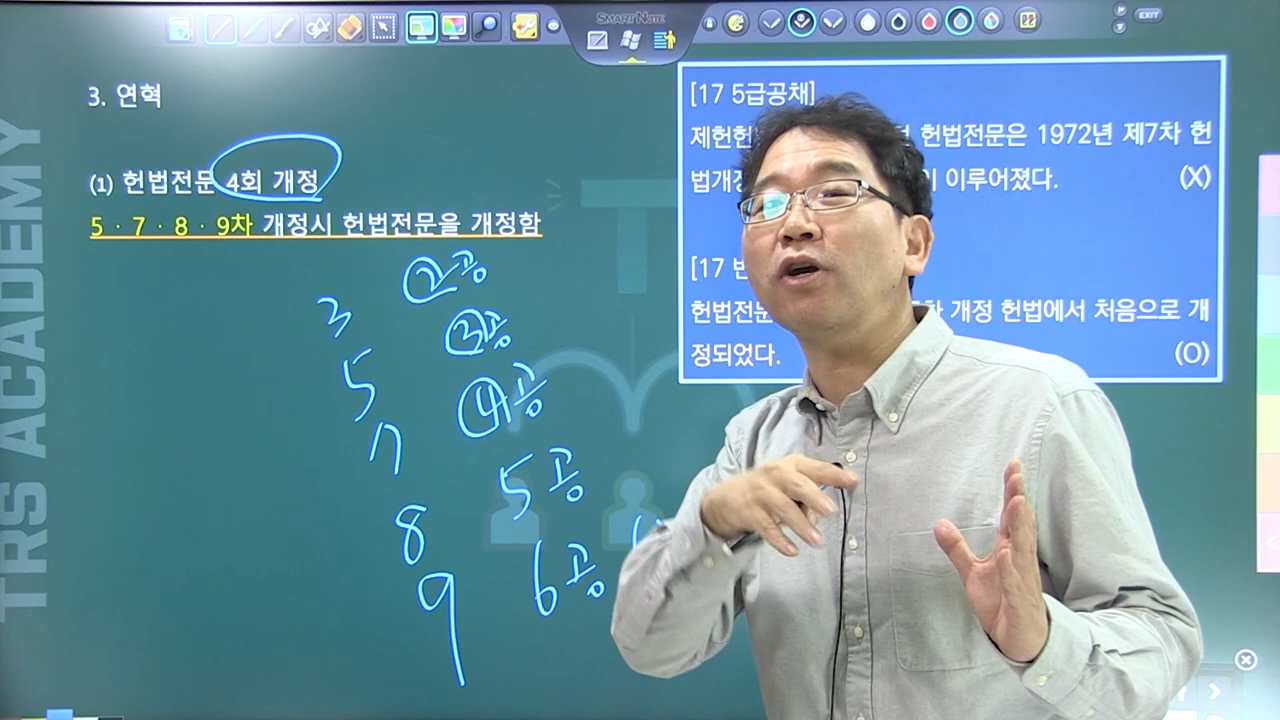 SMARTNOTE
EXIT
3. 연혁
(1) 헌법전문 4회 개정
5 · 7 · 8 · 9차 개정시 헌법전문을 개정함
3 2공
5 3공
7 4공
8 5공
9 6공
[17 5급공채]
제헌헌 헌법전문은 1972년 제7차 헌
법개정 이루어졌다. (X)
[17
헌법전문 개정 헌법에서 처음으로 개
정되었다. (O)
TRS ACADEMY